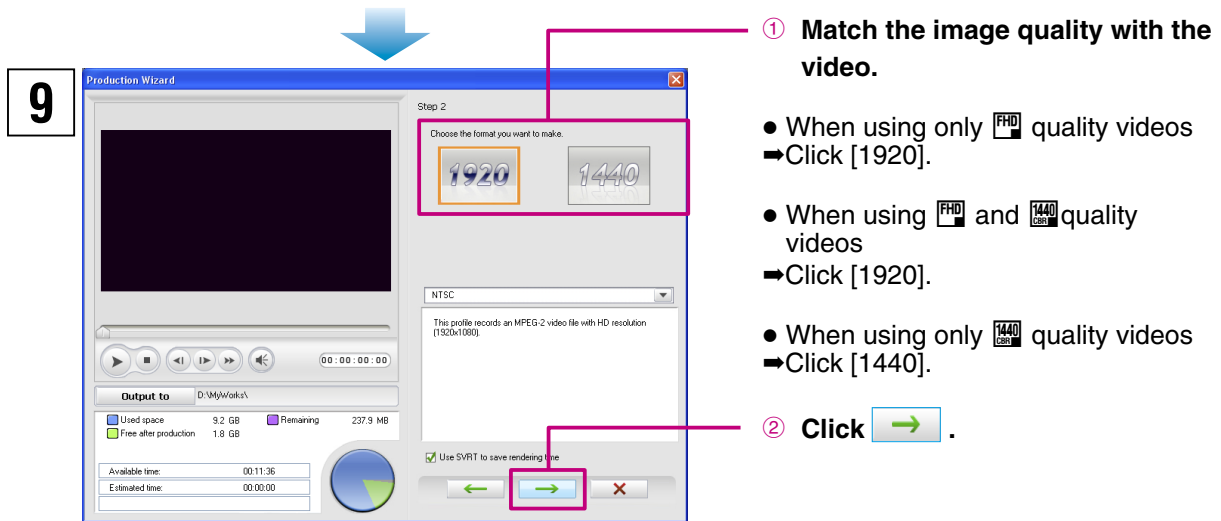 9
Production Wizard
Step 2
Choose the format you want to make.
1920 1440
NTSC
This profile records an MPEG-2 video file with HD resolution
(1920x1080).
00:00:00:00
Output to D:\MyWorks\
Used space 9.2 GB Remaining 237.9 MB
Free after production 1.8 GB
Available time: 00:11:36
Estimated time: 00:00:00
Use SVRT to save rendering time
① Match the image quality with the
video.
● When using only FHD quality videos
➡Click [1920].
● When using FHD and 1440 CBR quality
videos
➡Click [1920].
● When using only 1440 CBR quality videos
➡Click [1440].
② Click → .